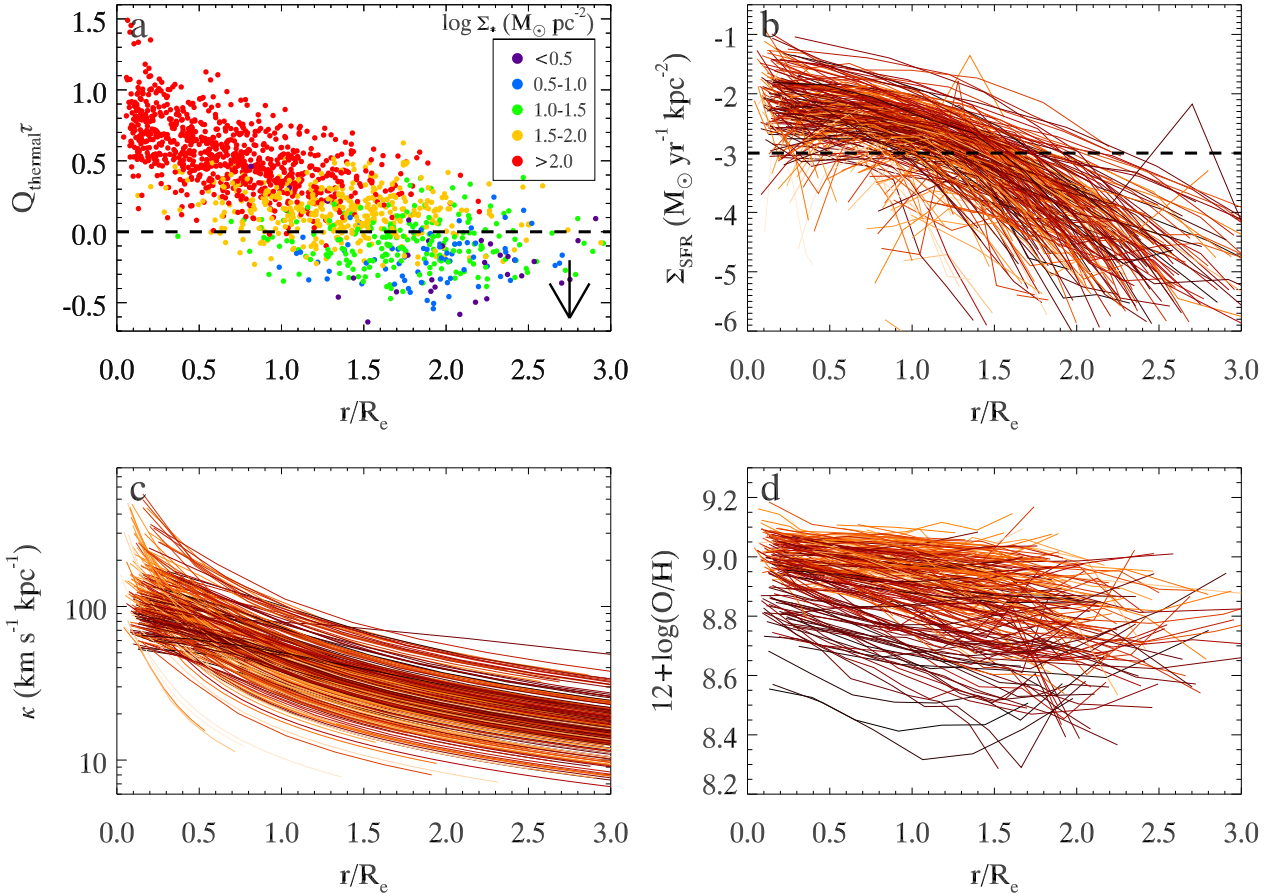 a
log Σ* (M⊙ pc-2)
<0.5
0.5-1.0
1.0-1.5
1.5-2.0
>2.0
1.5
1.0
0.5
0.0
-0.5
Qthermalτ
0.0 0.5 1.0 1.5 2.0 2.5 3.0
r/Re
b
-1
-2
-3
-4
-5
-6
ΣSFR (M⊙ yr-1 kpc-2)
0.0 0.5 1.0 1.5 2.0 2.5 3.0
r/Re
c
100
10
κ (km s-1 kpc-1)
0.0 0.5 1.0 1.5 2.0 2.5 3.0
r/Re
d
9.2
9.0
8.8
8.6
8.4
8.2
12+log(O/H)
0.0 0.5 1.0 1.5 2.0 2.5 3.0
r/Re